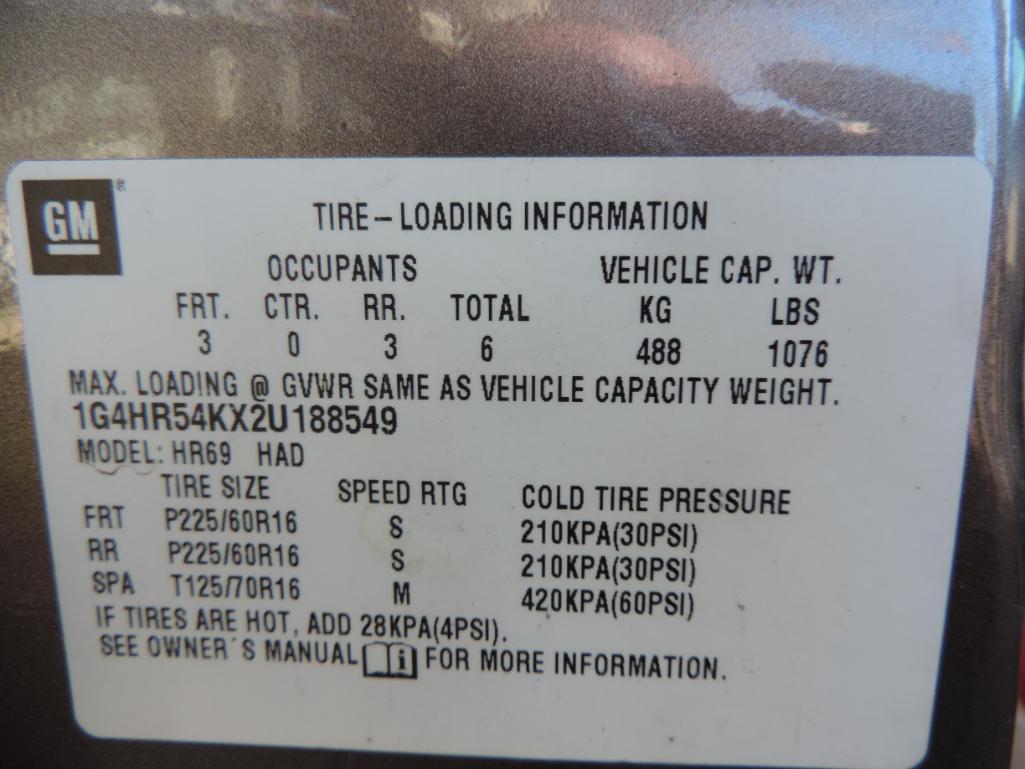 GM®
TIRE-LOADING INFORMATION
OCCUPANTS VEHICLE CAP. WT.
FRT. CTR. RR. TOTAL KG LBS
3 0 3 6 488 1076
MAX. LOADING @ GVWR SAME AS VEHICLE CAPACITY WEIGHT.
1G4HR54KX2U188549
MODEL: HR69 HAD
TIRE SIZE SPEED RTG COLD TIRE PRESSURE
FRT P225/60R16 S 210KPA(30PSI)
RR P225/60R16 S 210KPA(30PSI)
SPA T125/70R16 M 420KPA(60PSI)
IF TIRES ARE HOT, ADD 28KPA(4PSI).
SEE OWNER´S MANUAL i FOR MORE INFORMATION.